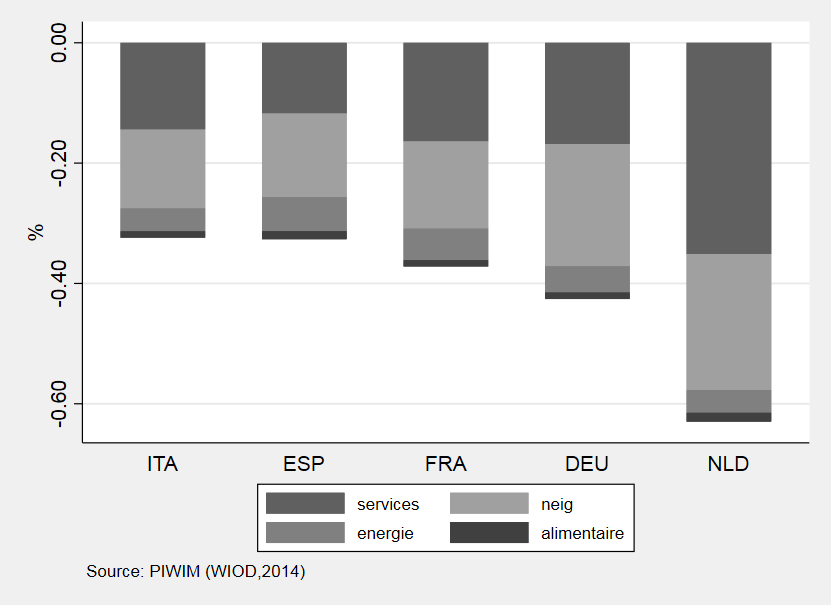 0.00
-0.20
-0.40
-0.60
%
ITA ESP FRA DEU NLD
services neig
energie alimentaire
Source: PIWIM (WIOD,2014)